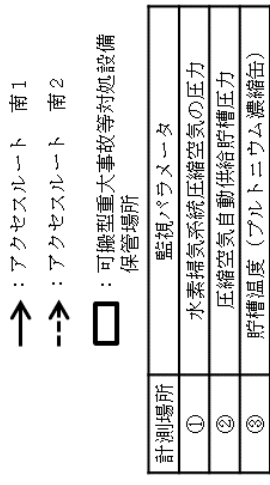 ：アクセスルート　南１
：アクセスルート　南２
：可搬型重大事故等対処設備
保管場所
計測場所　監視パラメータ
①　水素掃気系統圧縮空気の圧力
②　圧縮空気自動供給貯槽圧力
③　貯槽温度（プルトニウム濃縮缶）